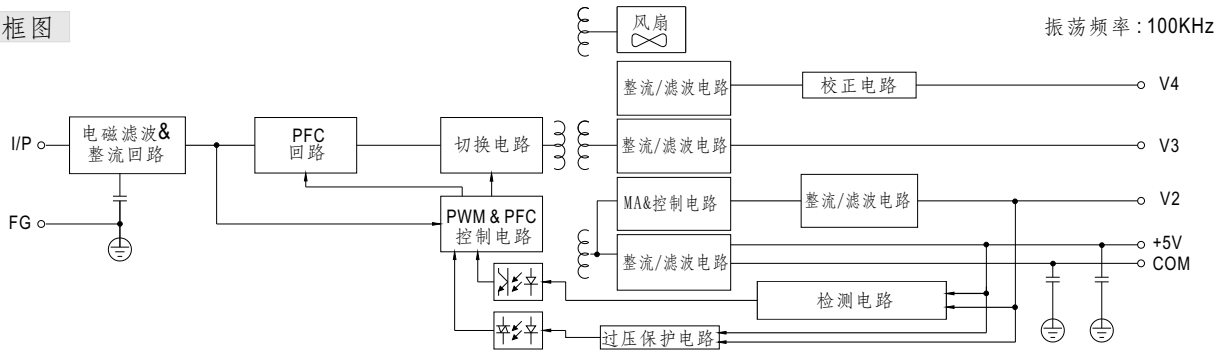 框图
风扇
振荡频率:100KHz
整流/滤波电路
校正电路
V4
I/P
电磁滤波&
整流回路
PFC
回路
切换电路
整流/滤波电路
V3
FG
PWM & PFC
控制电路
MA&控制电路
整流/滤波电路
V2
整流/滤波电路
+5V
COM
检测电路
过压保护电路